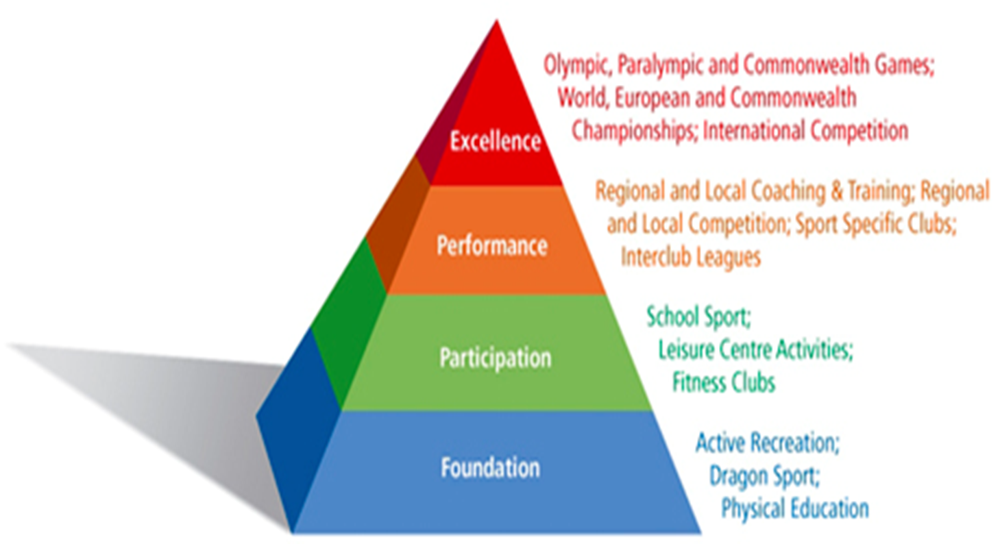 Olympic, Paralympic and Commonwealth Games;
World, European and Commonwealth
Championships; International Competition
Excellence
Regional and Local Coaching & Training; Regional
and Local Competition; Sport Specific Clubs;
Interclub Leagues
Performance
School Sport;
Leisure Centre Activities;
Fitness Clubs
Participation
Active Recreation;
Dragon Sport;
Physical Education
Foundation